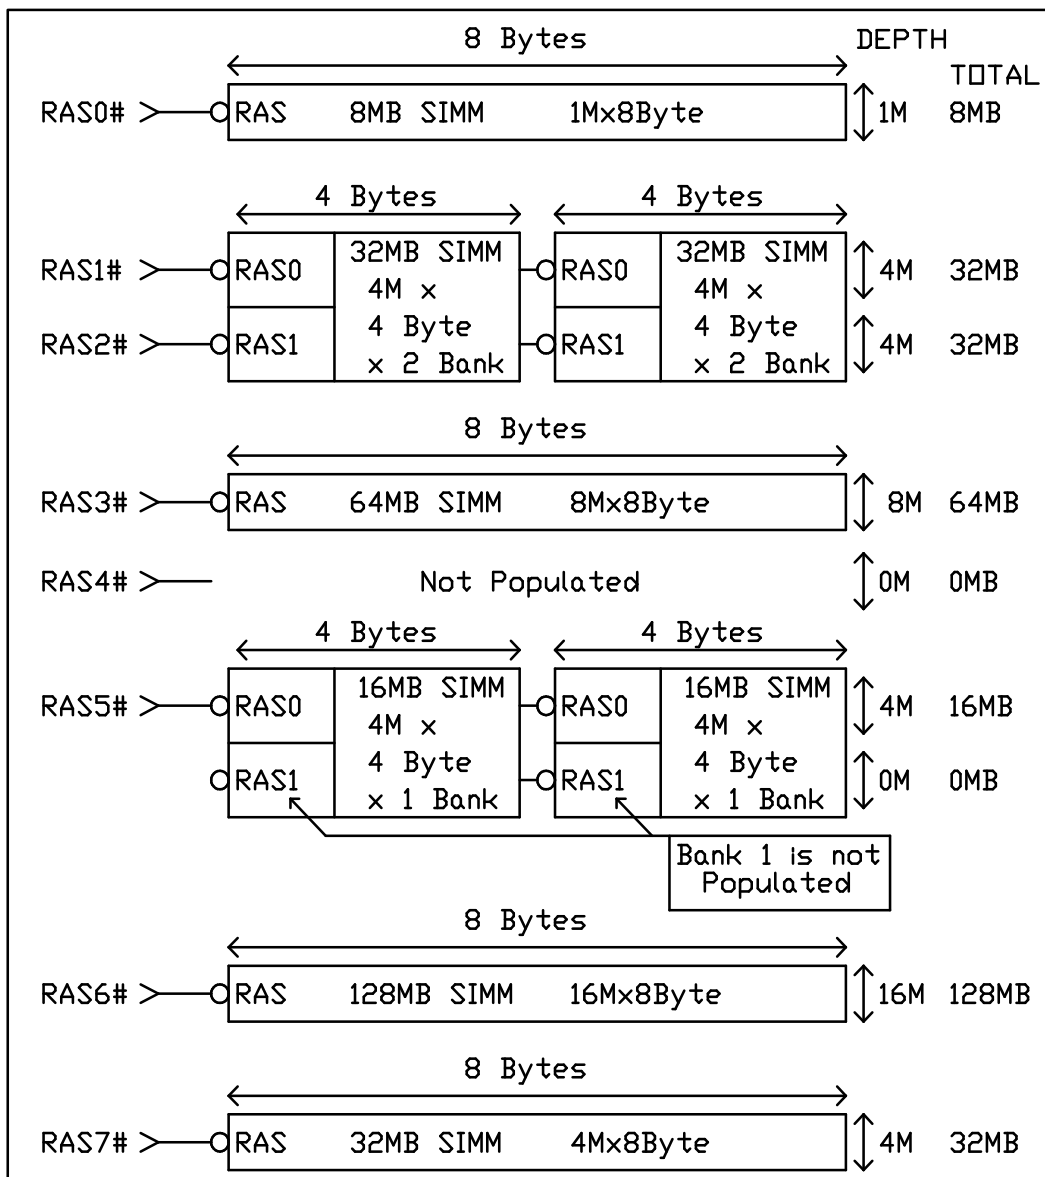 8 Bytes DEPTH
TOTAL
RAS0# RAS 8MB SIMM 1Mx8Byte 1M 8MB
4 Bytes 4 Bytes
32MB SIMM 32MB SIMM
RAS1# RAS0 RAS0 4M 32MB
4M x 4M x
4 Byte 4 Byte
RAS2# RAS1 RAS1 4M 32MB
x 2 Bank x 2 Bank
8 Bytes
RAS3# RAS 64MB SIMM 8Mx8Byte 8M 64MB
RAS4# Not Populated 0M 0MB
4 Bytes 4 Bytes
16MB SIMM 16MB SIMM
RAS5# RAS0 RAS0 4M 16MB
4M x 4M x
4 Byte 4 Byte
RAS1 RAS1 0M 0MB
x 1 Bank x 1 Bank
Bank 1 is not
Populated
8 Bytes
RAS6# RAS 128MB SIMM 16Mx8Byte 16M 128MB
8 Bytes
RAS7# RAS 32MB SIMM 4Mx8Byte 4M 32MB